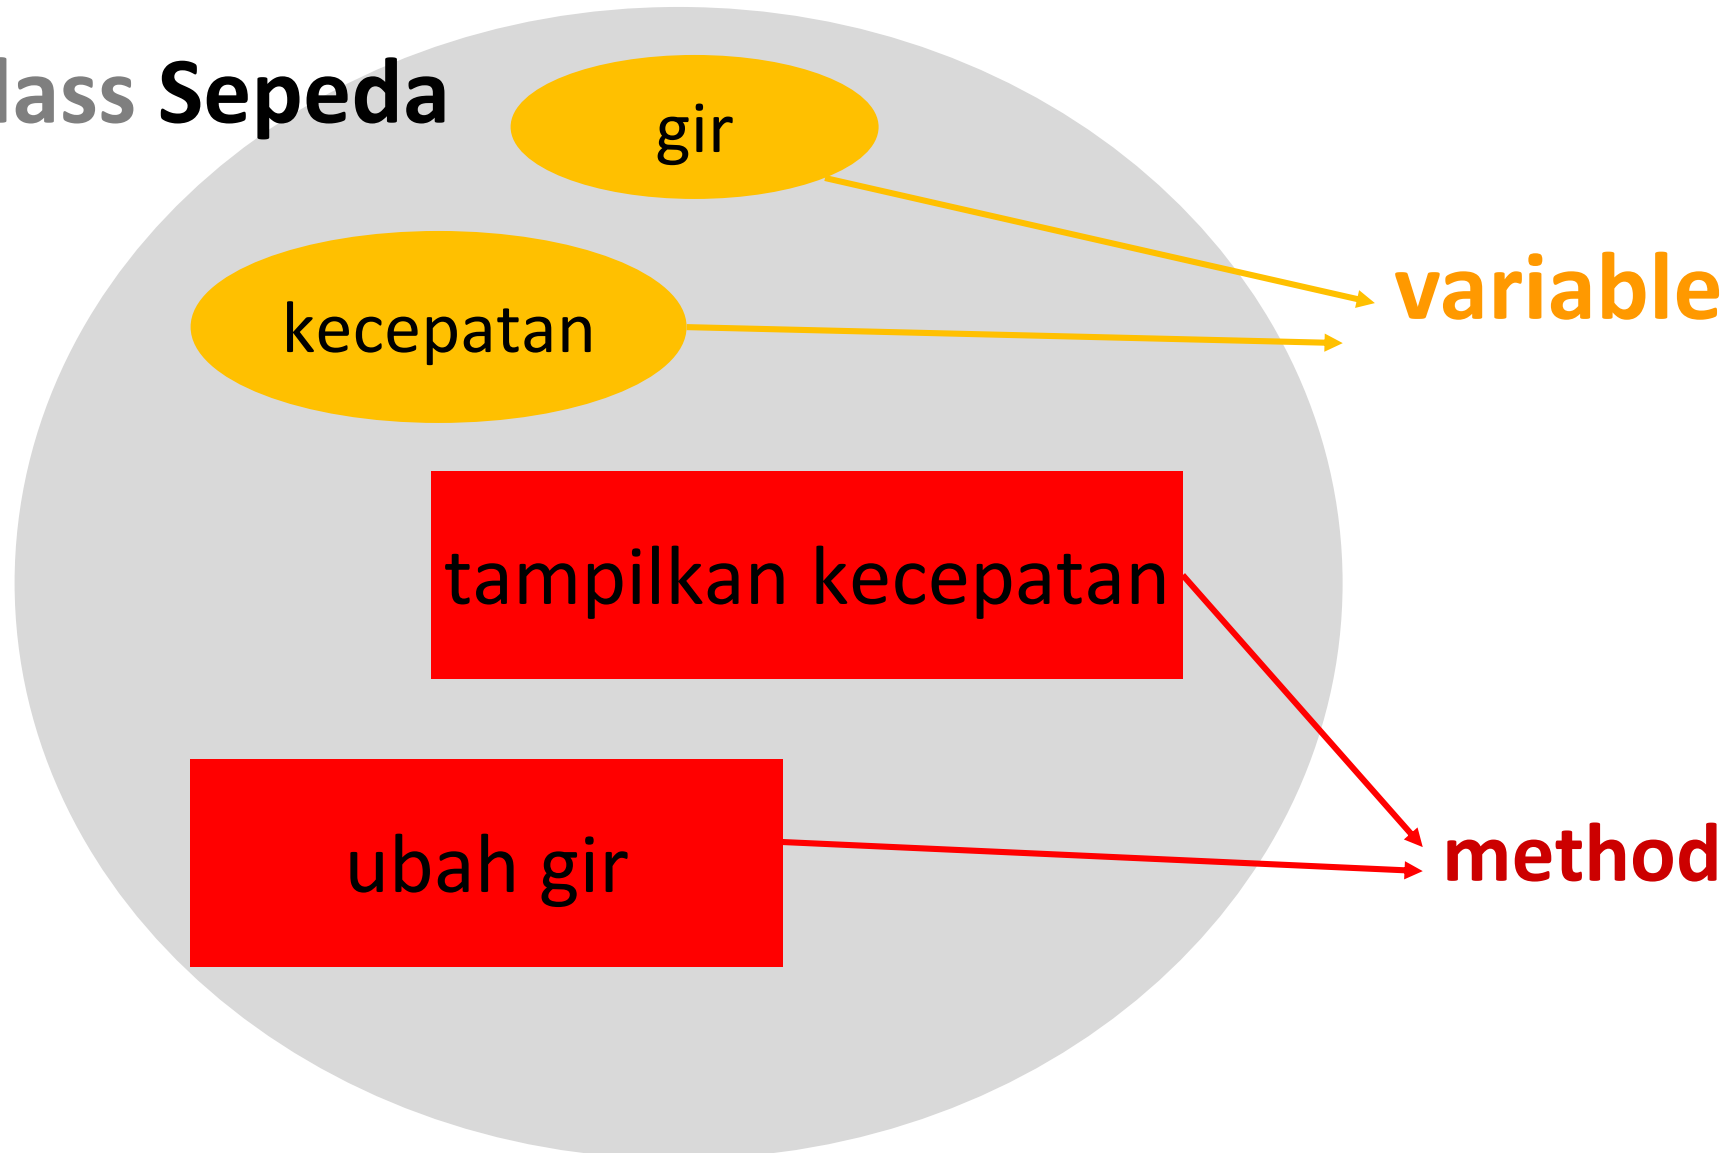 lass Sepeda
gir
variable
kecepatan
tampilkan kecepatan
method
ubah gir